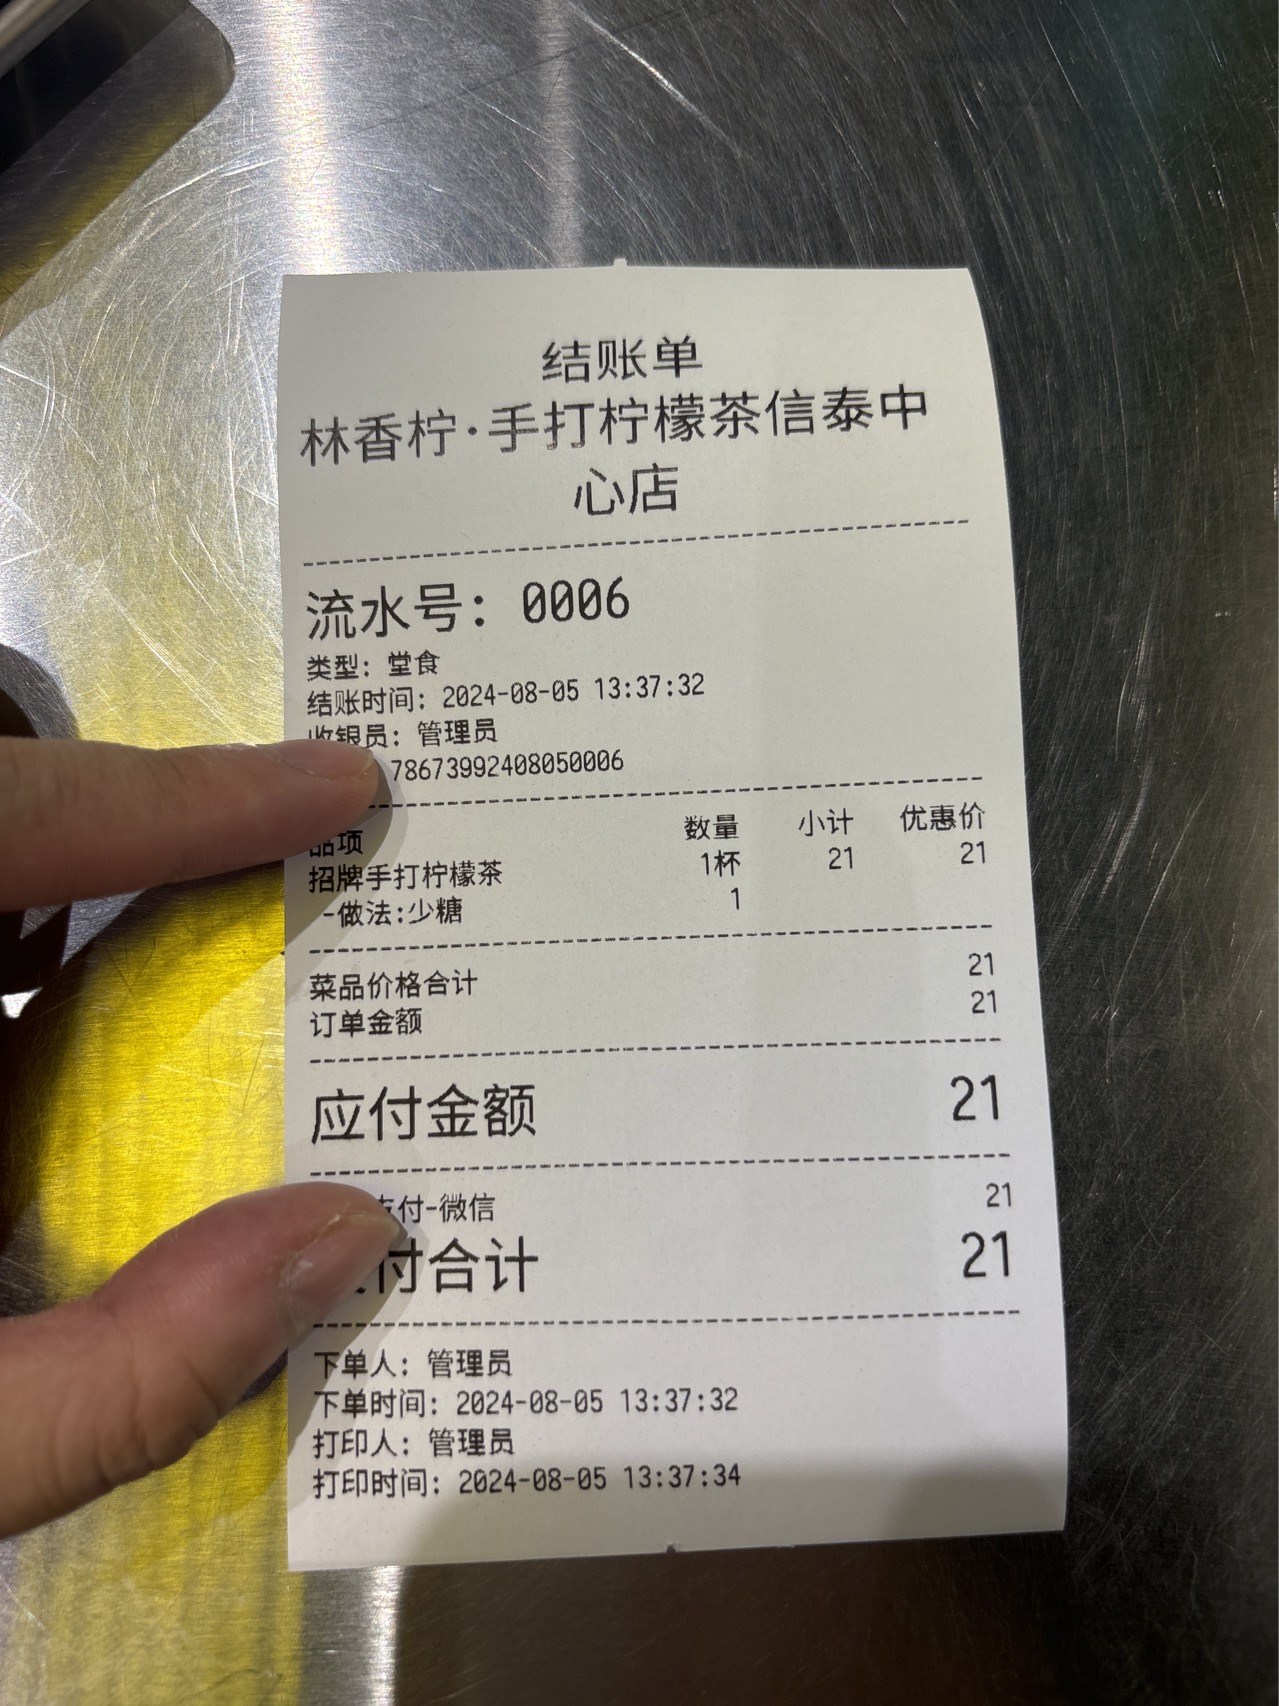 结账单
林香柠·手打柠檬茶信泰中
心店
流水号：0006
类型：堂食
结账时间：2024-08-05 13:37:32
收银员：管理员
78673992408050006
品项 数量 小计 优惠价
招牌手打柠檬茶 1杯 21 21
-做法:少糖 1
菜品价格合计 21
订单金额 21
应付金额 21
支付-微信 21
付合计 21
下单人：管理员
下单时间：2024-08-05 13:37:32
打印人：管理员
打印时间：2024-08-05 13:37:34